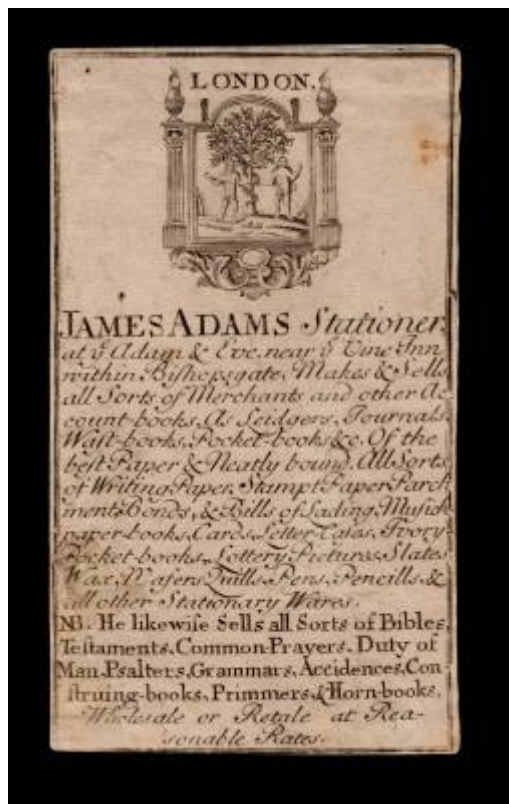 LONDON.
JAMES ADAMS Stationer,
at yͤ Adam & Eve, near yͤ Vine Inn
within Bishopsgate, Makes & Sells
all Sorts of Merchants and other Ac-
count-books, As Leidgers, Journals,
Waſt-books, Pocket-books &c. Of the
beſt Paper & Neatly bound. All Sorts
of Writing Paper, Stampt Paper, Parch
ment, Bonds, & Bills of Lading, Musick
paper-books, Cards, Letter-Cases, Ivory-
Pocket-books, Lottery Pictures, Slates
Wax, Wafers, Quills, Pens, Pencills, &
all other Stationary Wares.
NB. He likewiſe Sells all Sorts of Bibles,
Teſtaments, Common-Prayers, Duty of
Man, Psalters, Grammars, Accidences, Con-
ſtruing-books, Primmers, & Horn-books,
Wholesale or Retale at Rea-
sonable Rates.